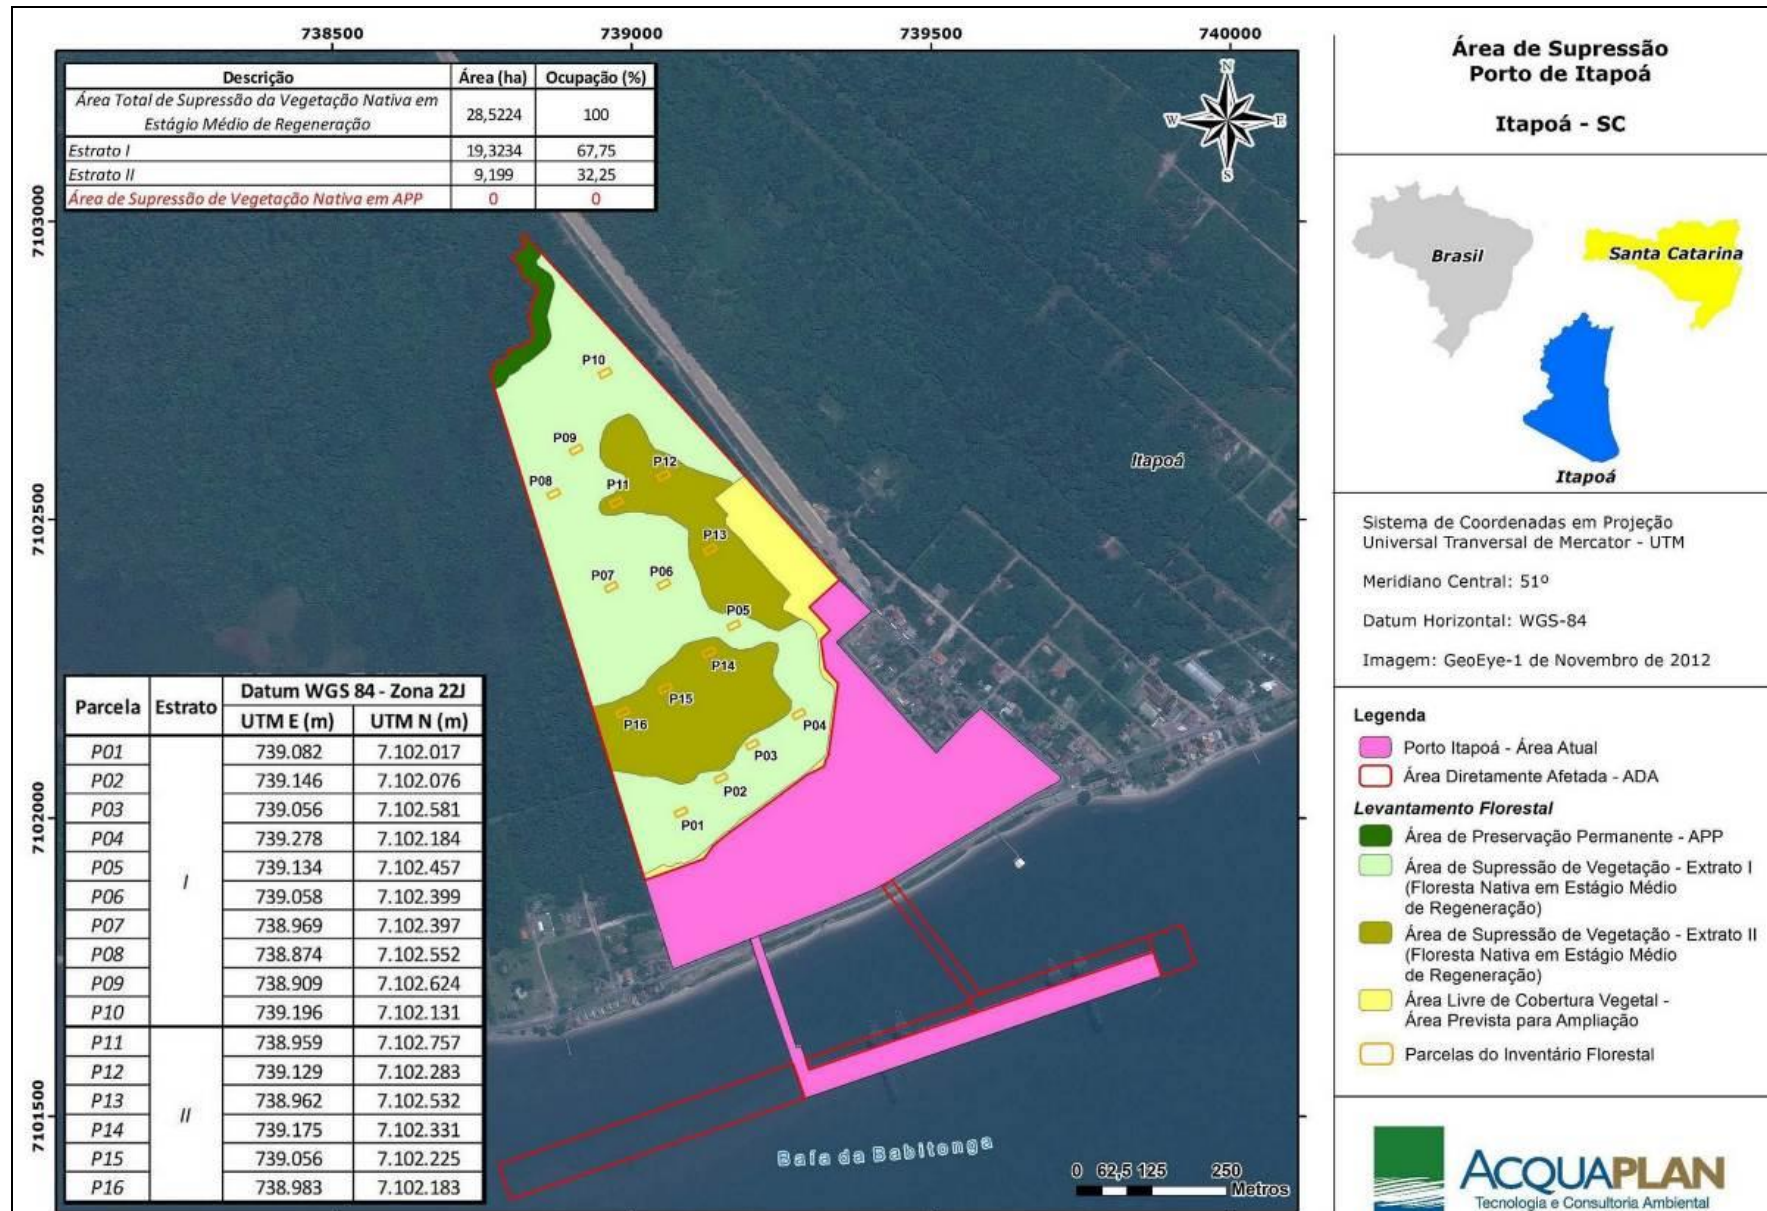 738500 739000 739500 740000
7103000
7102500
7102000
7101500
Descrição Área (ha) Ocupação (%)
Área Total de Supressão da Vegetação Nativa em
Estágio Médio de Regeneração 28,5224 100
Estrato I 19,3234 67,75
Estrato II 9,199 32,25
Área de Supressão de Vegetação Nativa em APP 0 0
N
W E
S
P10
P09
P12
P08
P11
P13
P07
P06
P05
P14
P15
P16
P04
P03
P02
P01
Itapoá
Parcela Estrato Datum WGS 84 - Zona 22J
UTM E (m) UTM N (m)
P01 739.082 7.102.017
P02 739.146 7.102.076
P03 739.056 7.102.581
P04 739.278 7.102.184
P05 739.134 7.102.457
I
P06 739.058 7.102.399
P07 738.969 7.102.397
P08 738.874 7.102.552
P09 738.909 7.102.624
P10 739.196 7.102.131
P11 738.959 7.102.757
P12 739.129 7.102.283
P13 738.962 7.102.532
II
P14 739.175 7.102.331
P15 739.056 7.102.225
P16 738.983 7.102.183
Baía da Babitonga
0 62,5 125 250
Metros
Área de Supressão
Porto de Itapoá
Itapoá - SC
Brasil
Santa Catarina
Itapoá
Sistema de Coordenadas em Projeção
Universal Tranversal de Mercator - UTM
Meridiano Central: 51º
Datum Horizontal: WGS-84
Imagem: GeoEye-1 de Novembro de 2012
Legenda
Porto Itapoá - Área Atual
Área Diretamente Afetada - ADA
Levantamento Florestal
Área de Preservação Permanente - APP
Área de Supressão de Vegetação - Extrato I
(Floresta Nativa em Estágio Médio
de Regeneração)
Área de Supressão de Vegetação - Extrato II
(Floresta Nativa em Estágio Médio
de Regeneração)
Área Livre de Cobertura Vegetal -
Área Prevista para Ampliação
Parcelas do Inventário Florestal
ACQUAPLAN
Tecnologia e Consultoria Ambiental